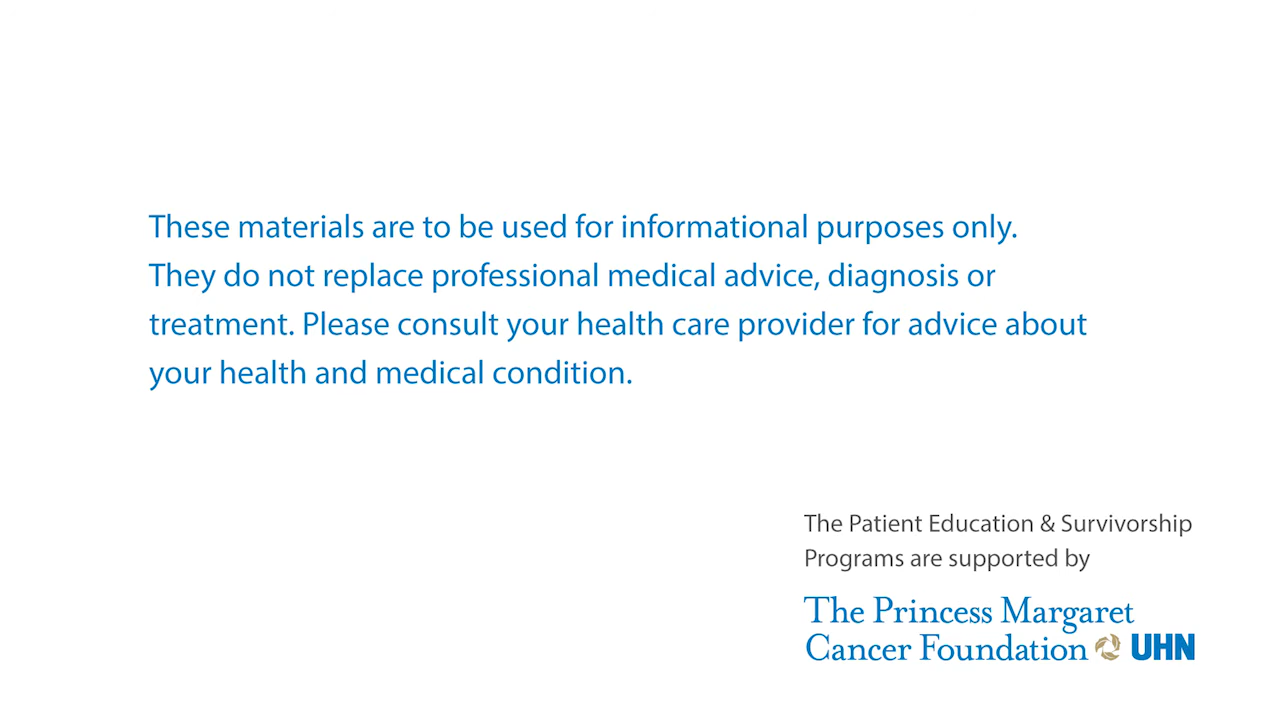 These materials are to be used for informational purposes only.
They do not replace professional medical advice, diagnosis or
treatment. Please consult your health care provider for advice about
your health and medical condition.
The Patient Education & Survivorship
Programs are supported by
The Princess Margaret
Cancer Foundation UHN